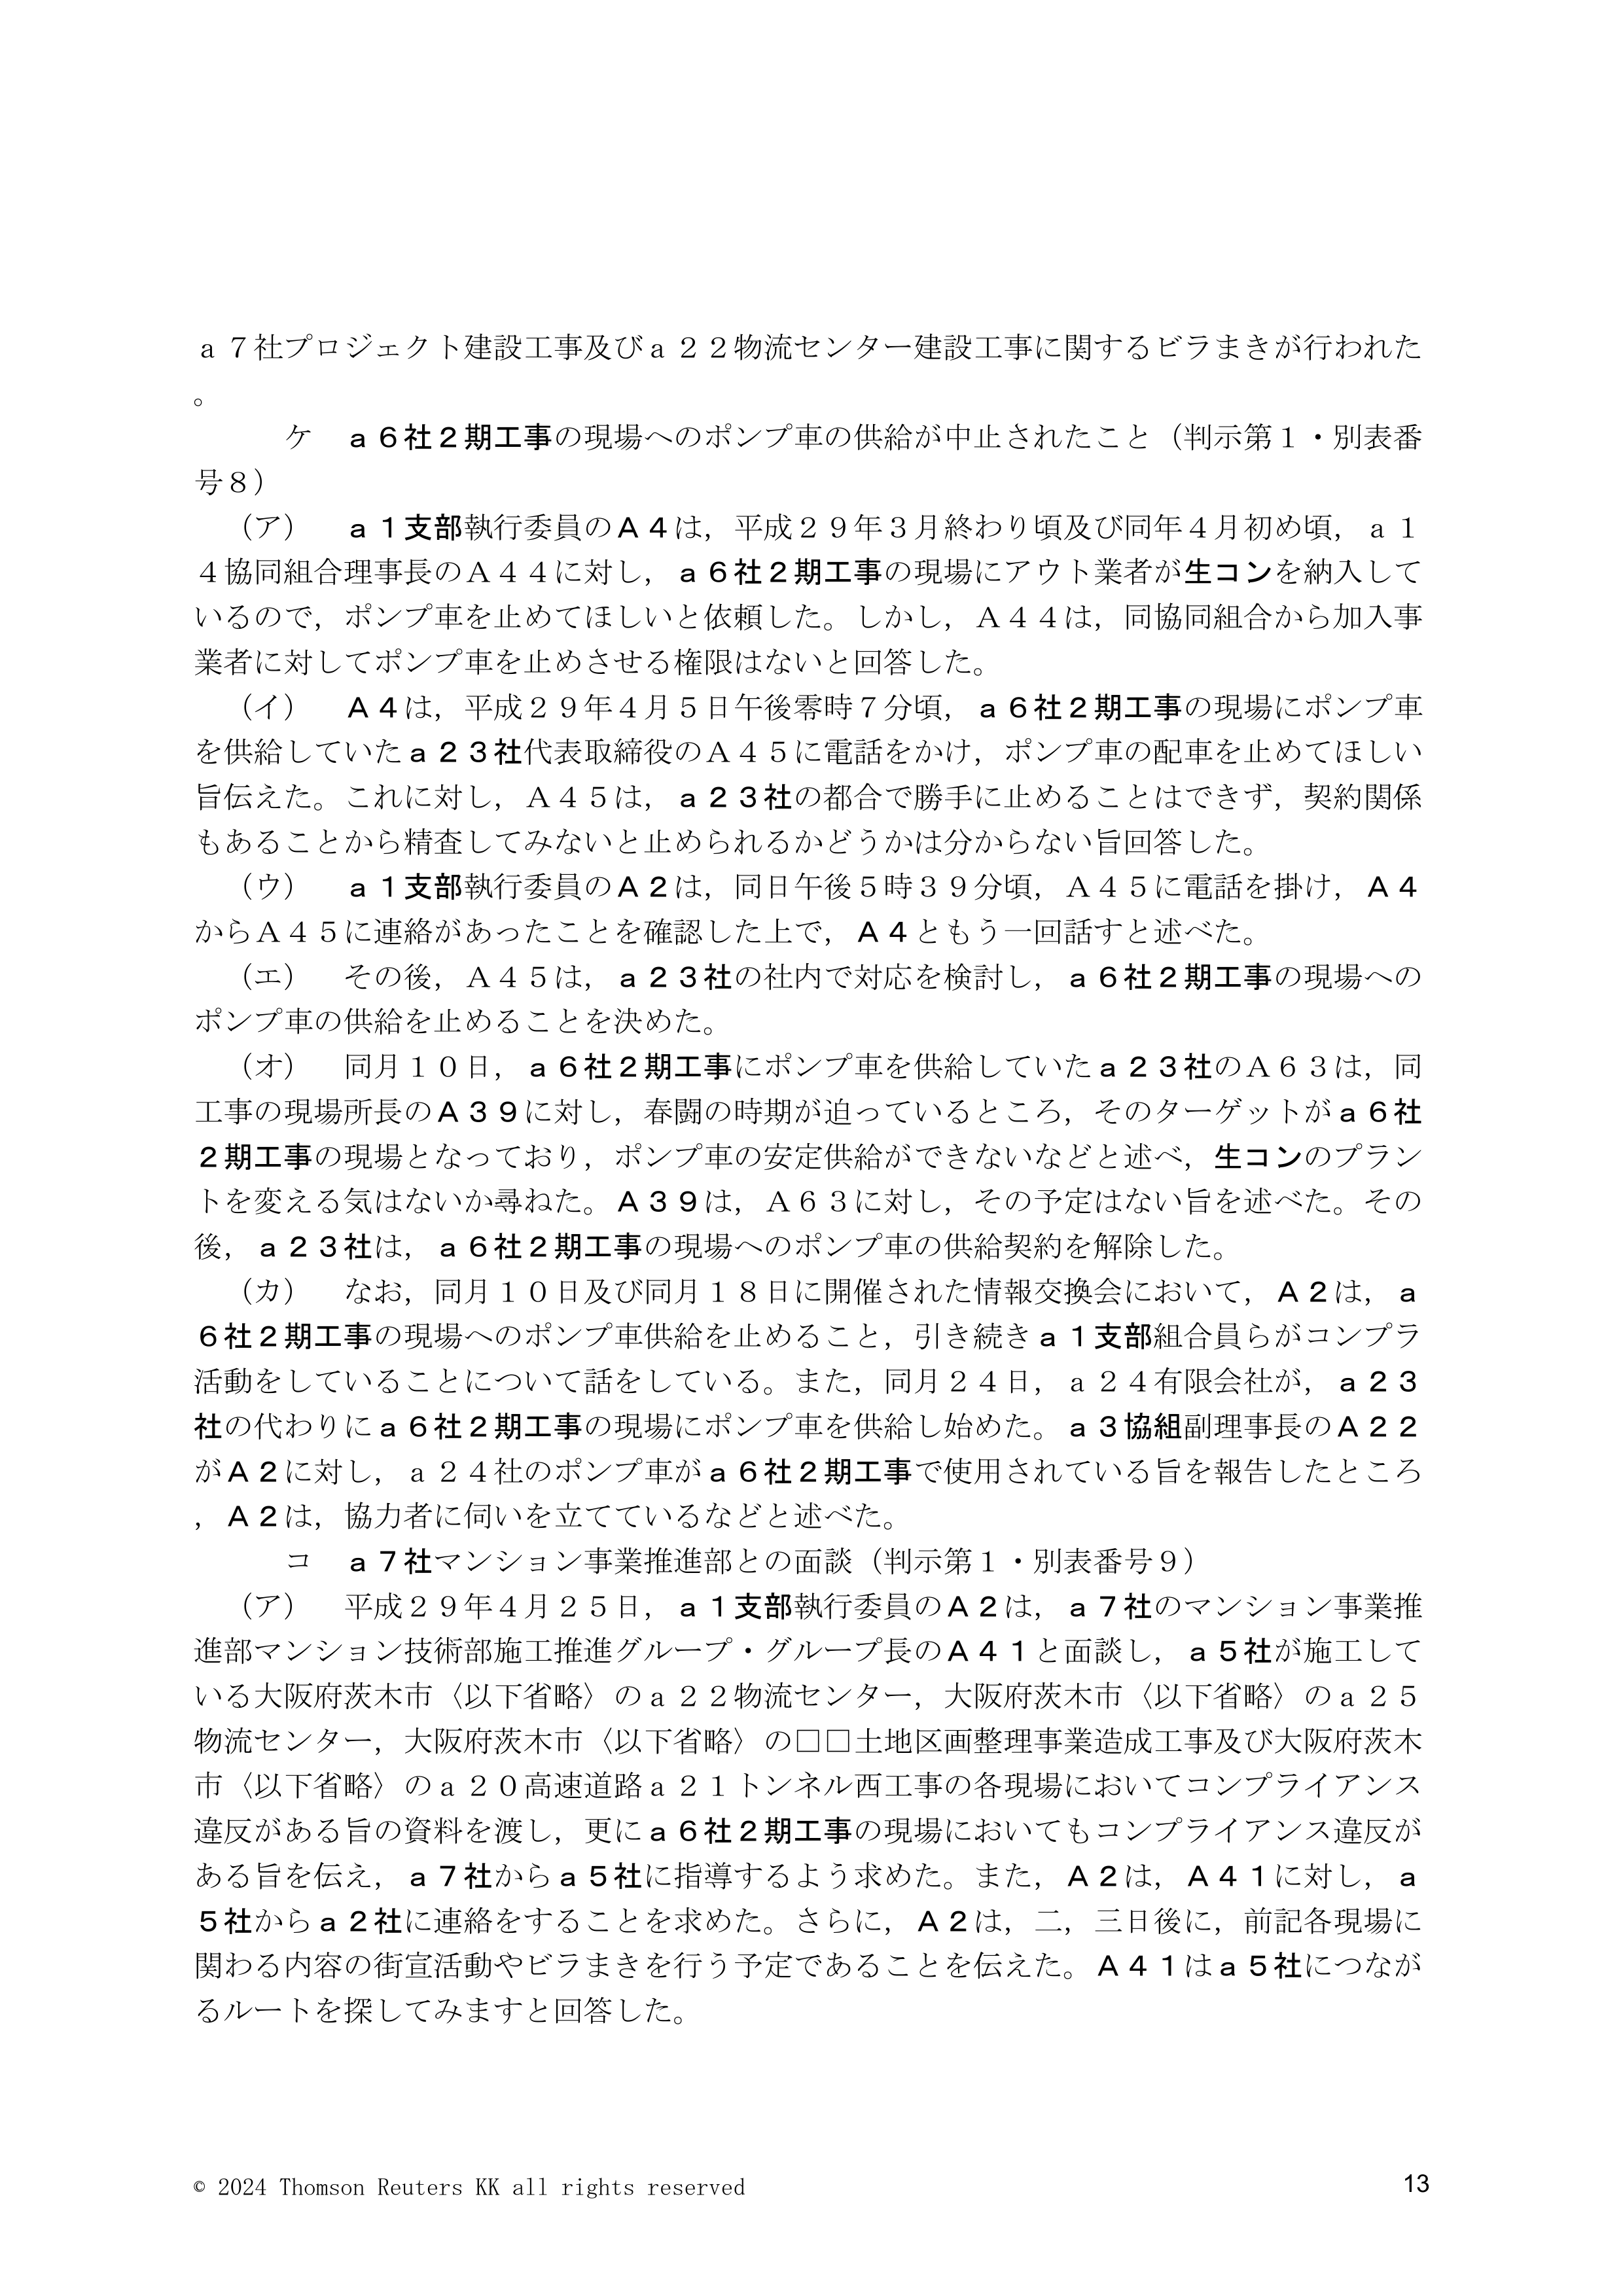 ａ７社プロジェクト建設工事及びａ２２物流センター建設工事に関するビラまきが行われた
。
ケ　ａ６社２期工事の現場へのポンプ車の供給が中止されたこと（判示第１・別表番
号８）
（ア）　ａ１支部執行委員のＡ４は，平成２９年３月終わり頃及び同年４月初め頃，ａ１
４協同組合理事長のＡ４４に対し，ａ６社２期工事の現場にアウト業者が生コンを納入して
いるので，ポンプ車を止めてほしいと依頼した。しかし，Ａ４４は，同協同組合から加入事
業者に対してポンプ車を止めさせる権限はないと回答した。
（イ）　Ａ４は，平成２９年４月５日午後零時７分頃，ａ６社２期工事の現場にポンプ車
を供給していたａ２３社代表取締役のＡ４５に電話をかけ，ポンプ車の配車を止めてほしい
旨伝えた。これに対し，Ａ４５は，ａ２３社の都合で勝手に止めることはできず，契約関係
もあることから精査してみないと止められるかどうかは分からない旨回答した。
（ウ）　ａ１支部執行委員のＡ２は，同日午後５時３９分頃，Ａ４５に電話を掛け，Ａ４
からＡ４５に連絡があったことを確認した上で，Ａ４ともう一回話すと述べた。
（エ）　その後，Ａ４５は，ａ２３社の社内で対応を検討し，ａ６社２期工事の現場への
ポンプ車の供給を止めることを決めた。
（オ）　同月１０日，ａ６社２期工事にポンプ車を供給していたａ２３社のＡ６３は，同
工事の現場所長のＡ３９に対し，春闘の時期が迫っているところ，そのターゲットがａ６社
２期工事の現場となっており，ポンプ車の安定供給ができないなどと述べ，生コンのプラン
トを変える気はないか尋ねた。Ａ３９は，Ａ６３に対し，その予定はない旨を述べた。その
後，ａ２３社は，ａ６社２期工事の現場へのポンプ車の供給契約を解除した。
（カ）　なお，同月１０日及び同月１８日に開催された情報交換会において，Ａ２は，ａ
６社２期工事の現場へのポンプ車供給を止めること，引き続きａ１支部組合員らがコンプラ
活動をしていることについて話をしている。また，同月２４日，ａ２４有限会社が，ａ２３
社の代わりにａ６社２期工事の現場にポンプ車を供給し始めた。ａ３協組副理事長のＡ２２
がＡ２に対し，ａ２４社のポンプ車がａ６社２期工事で使用されている旨を報告したところ
，Ａ２は，協力者に伺いを立てているなどと述べた。
コ　ａ７社マンション事業推進部との面談（判示第１・別表番号９）
（ア）　平成２９年４月２５日，ａ１支部執行委員のＡ２は，ａ７社のマンション事業推
進部マンション技術部施工推進グループ・グループ長のＡ４１と面談し，ａ５社が施工して
いる大阪府茨木市〈以下省略〉のａ２２物流センター，大阪府茨木市〈以下省略〉のａ２５
物流センター，大阪府茨木市〈以下省略〉の□□土地区画整理事業造成工事及び大阪府茨木
市〈以下省略〉のａ２０高速道路ａ２１トンネル西工事の各現場においてコンプライアンス
違反がある旨の資料を渡し，更にａ６社２期工事の現場においてもコンプライアンス違反が
ある旨を伝え，ａ７社からａ５社に指導するよう求めた。また，Ａ２は，Ａ４１に対し，ａ
５社からａ２社に連絡をすることを求めた。さらに，Ａ２は，二，三日後に，前記各現場に
関わる内容の街宣活動やビラまきを行う予定であることを伝えた。Ａ４１はａ５社につなが
るルートを探してみますと回答した。
© 2024 Thomson Reuters KK all rights reserved
13